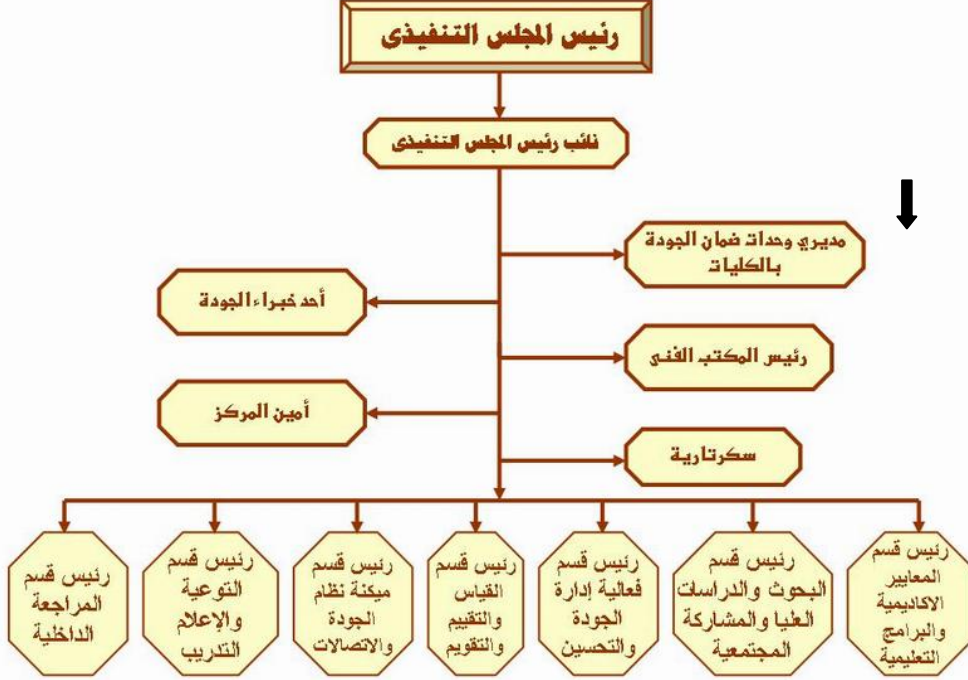 رئيس المجلس التنفيذى
نائب رئيس المجلس التنفيذى
مديري وحدات ضمان الجودة
بالكليات
أحد خبراء الجودة
رئيس المكتب الفنى
أمين المركز
سكرتارية
رئيس قسم
المعايير
الاكاديمية
والبرامج
التعليمية
رئيس قسم
البحوث والدراسات
العليا والمشاركة
المجتمعية
رئيس قسم
فعالية إدارة
الجودة
والتحسين
رئيس قسم
القياس
والتقييم
والتقويم
رئيس قسم
ميكنة نظام
الجودة
والاتصالات
رئيس قسم
التوعية
والإعلام
التدريب
رئيس قسم
المراجعة
الداخلية